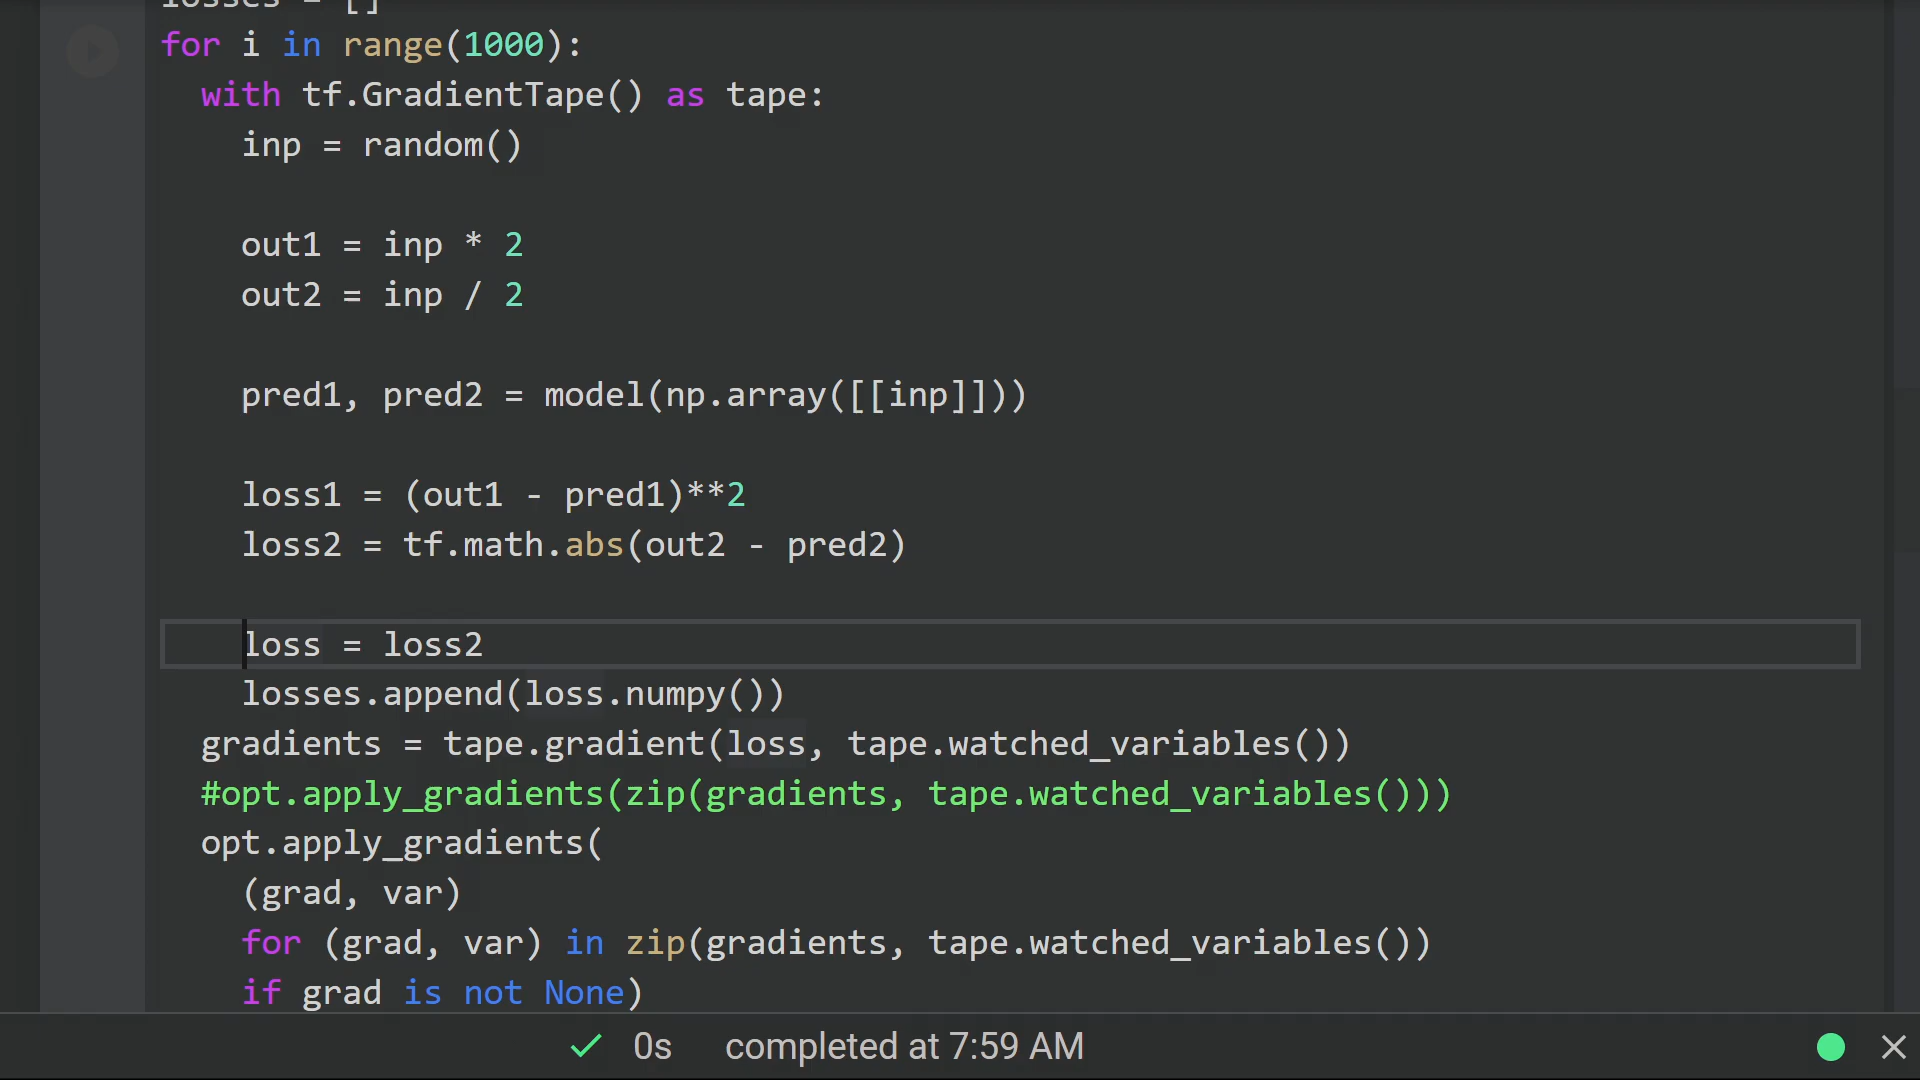 losses = []
for i in range(1000):
with tf.GradientTape() as tape:
inp = random()
out1 = inp * 2
out2 = inp / 2
pred1, pred2 = model(np.array([[inp]]))
loss1 = (out1 - pred1)**2
loss2 = tf.math.abs(out2 - pred2)
loss = loss2
losses.append(loss.numpy())
gradients = tape.gradient(loss, tape.watched_variables())
#opt.apply_gradients(zip(gradients, tape.watched_variables()))
opt.apply_gradients(
(grad, var)
for (grad, var) in zip(gradients, tape.watched_variables())
if grad is not None)
0s completed at 7:59 AM